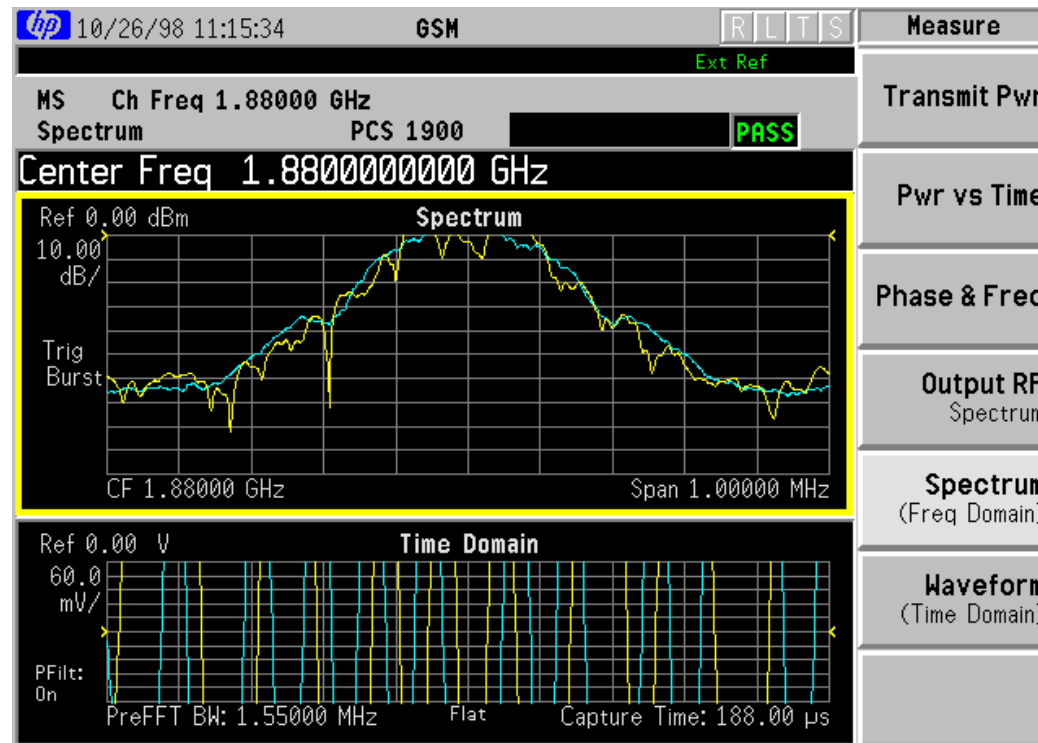 hp 10/26/98 11:15:34 GSM R L T S Measure
Ext Ref
MS Ch Freq 1.88000 GHz
Spectrum PCS 1900 PASS
Center Freq 1.8800000000 GHz
Ref 0.00 dBm Spectrum
10.00
dB/
Trig
Burst
CF 1.88000 GHz Span 1.00000 MHz
Ref 0.00 V Time Domain
60.0
mV/
PFilt:
On
PreFFT BW: 1.55000 MHz Flat Capture Time: 188.00 µs
Transmit Pwr
Pwr vs Time
Phase & Freq
Output RF
Spectrum
Spectrum
(Freq Domain)
Waveform
(Time Domain)